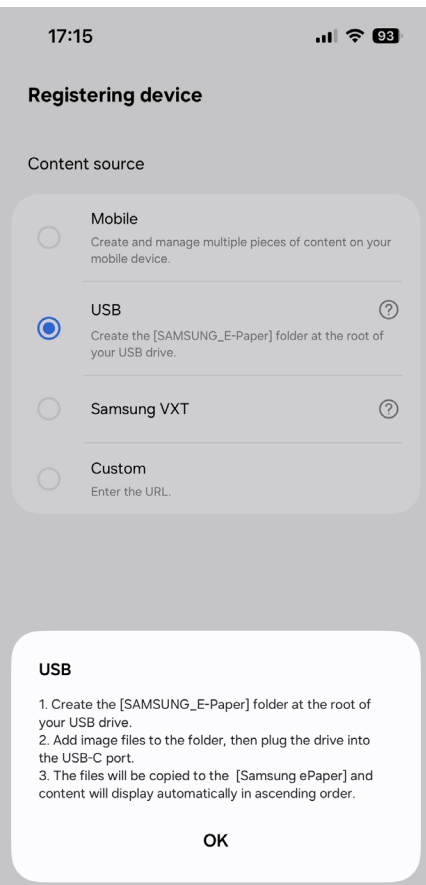 17:15
93
Registering device
Content source
Mobile
Create and manage multiple pieces of content on your
mobile device.
USB
?
Create the [SAMSUNG_E-Paper] folder at the root of
your USB drive.
Samsung VXT
?
Custom
Enter the URL.
USB
1. Create the [SAMSUNG_E-Paper] folder at the root of
your USB drive.
2. Add image files to the folder, then plug the drive into
the USB-C port.
3. The files will be copied to the  [Samsung ePaper] and
content will display automatically in ascending order.
OK